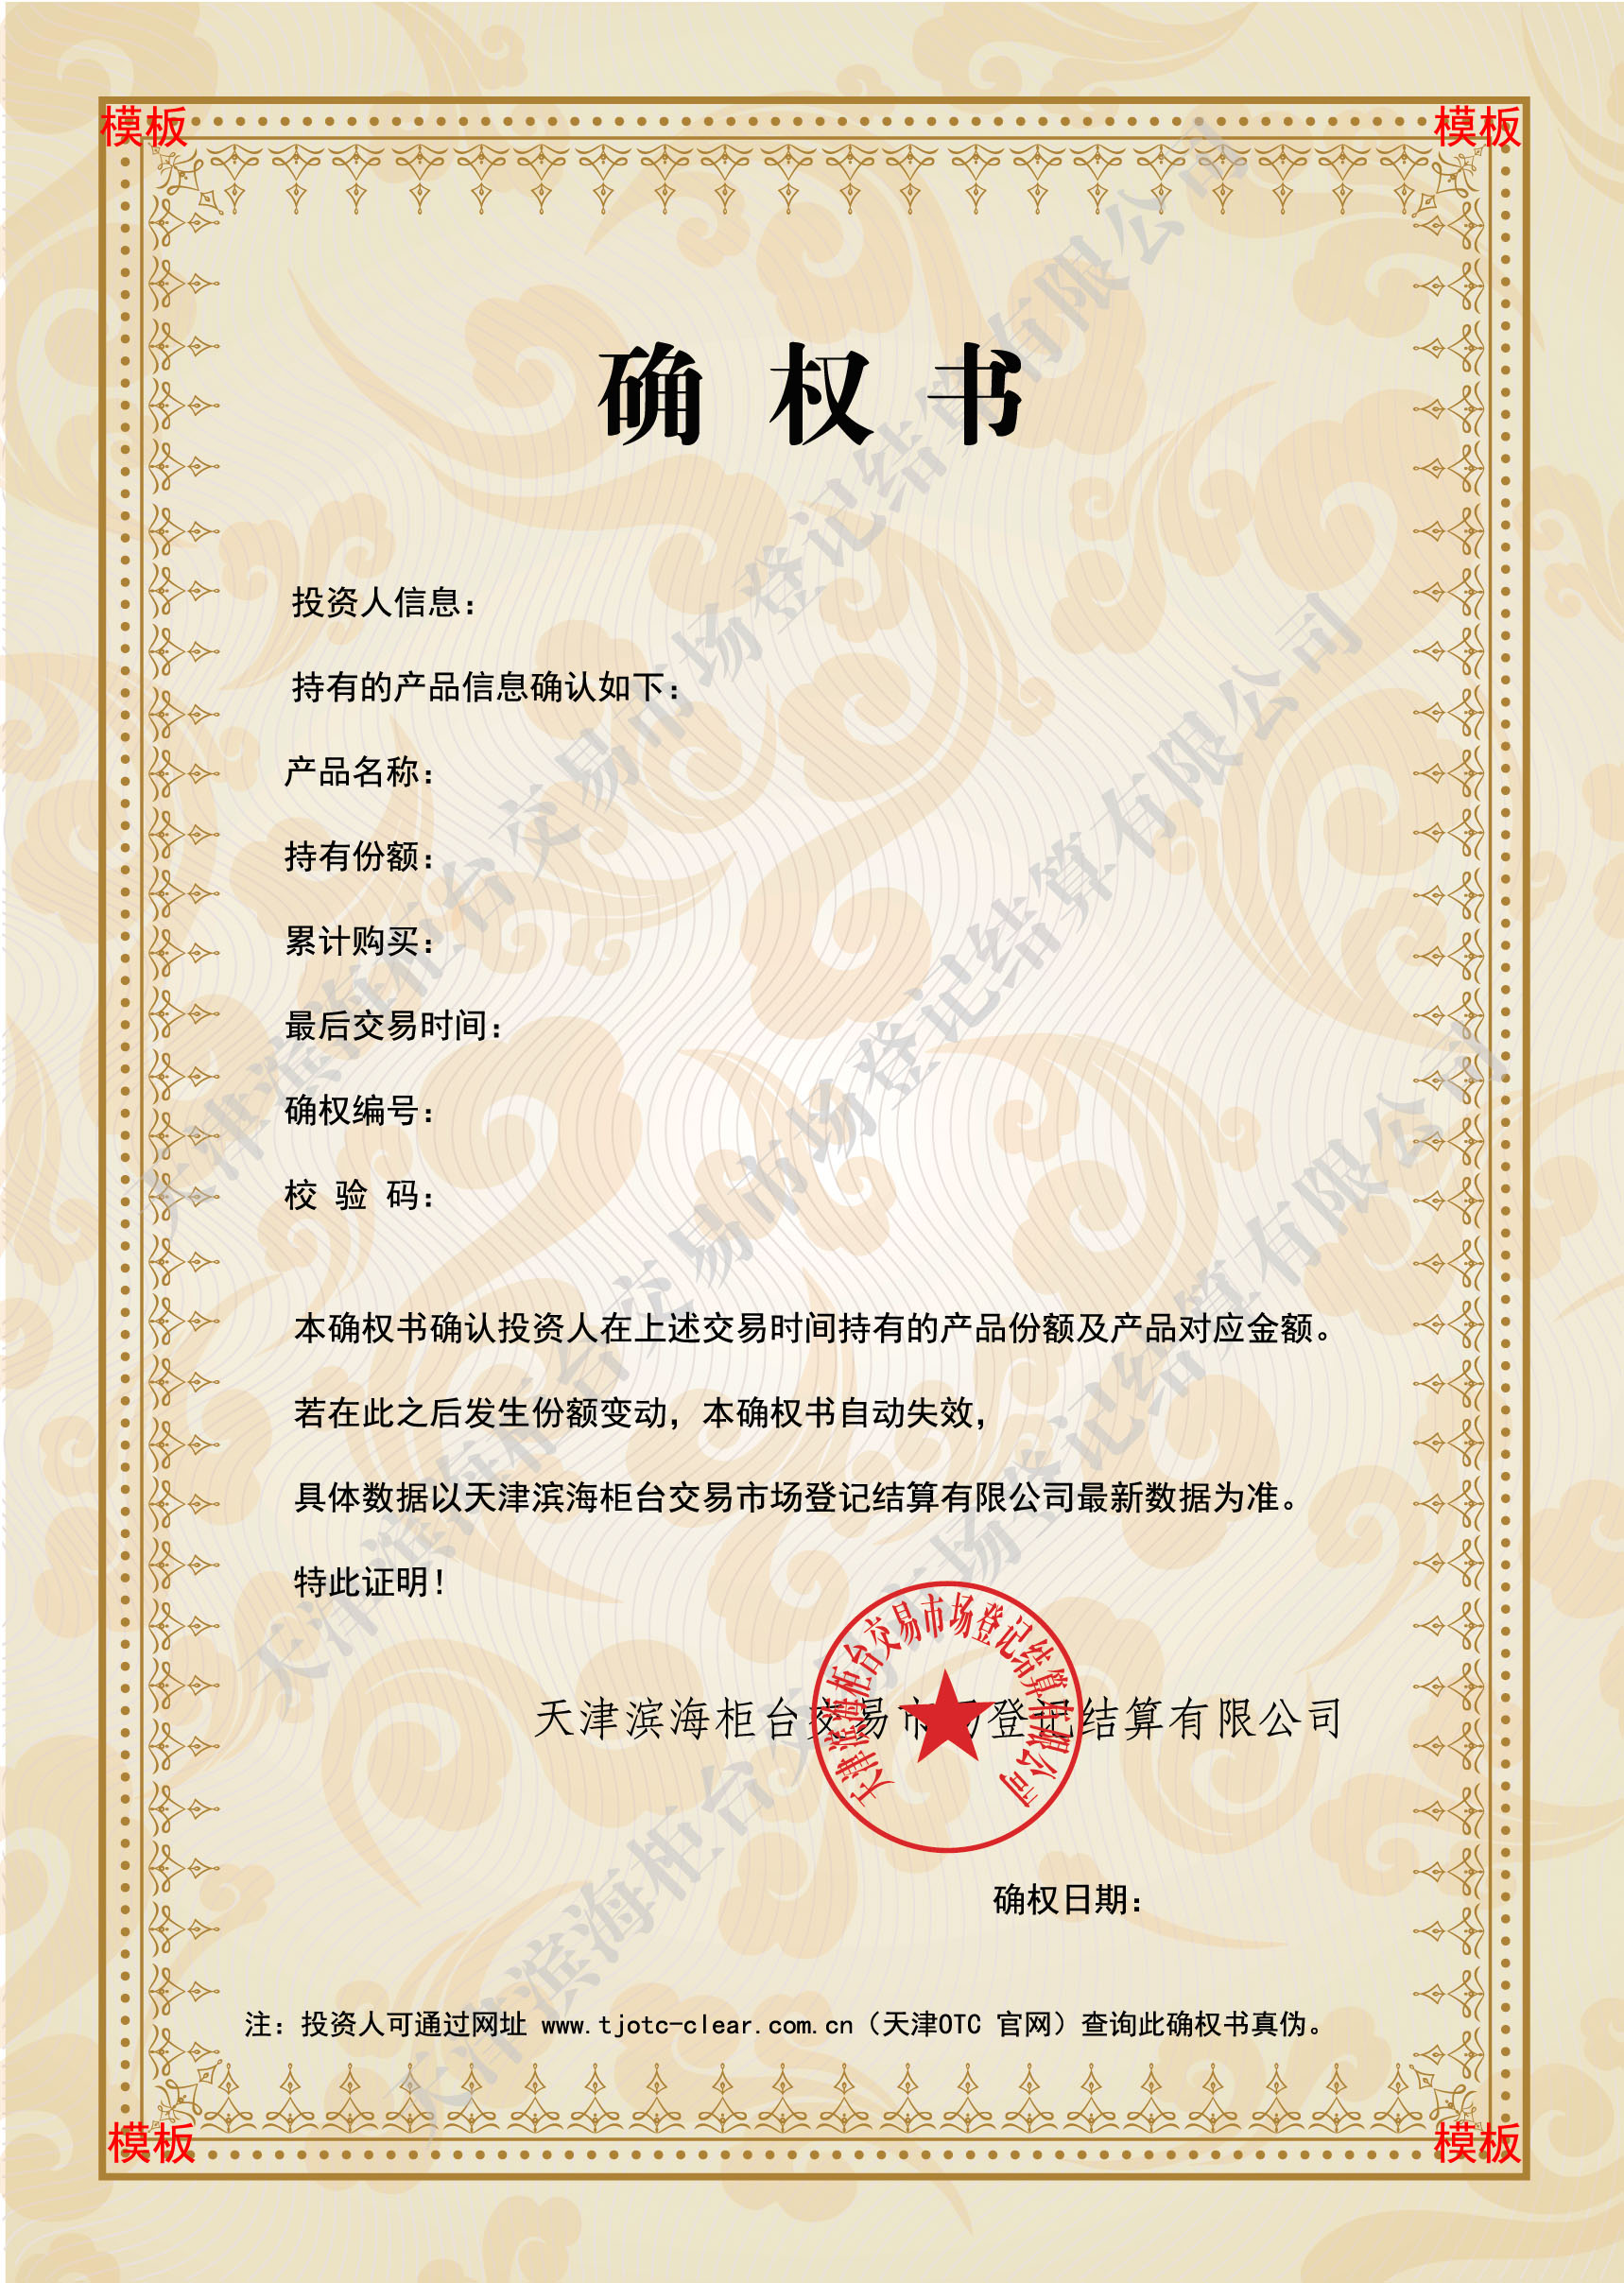 模板 模板
确 权 书
投资人信息：
持有的产品信息确认如下：
产品名称：
持有份额：
累计购买：
最后交易时间：
确权编号：
校 验 码：
本确权书确认投资人在上述交易时间持有的产品份额及产品对应金额。
若在此之后发生份额变动，本确权书自动失效，
具体数据以天津滨海柜台交易市场登记结算有限公司最新数据为准。
特此证明！
天津滨海柜台交易市场登记结算有限公司
天津滨海柜台交易市场登记结算有限公司
确权日期：
注：投资人可通过网址 www.tjotc-clear.com.cn（天津OTC 官网）查询此确权书真伪。
模板 模板
天津滨海柜台交易市场登记结算有限公司
天津滨海柜台交易市场登记结算有限公司
天津滨海柜台交易市场登记结算有限公司